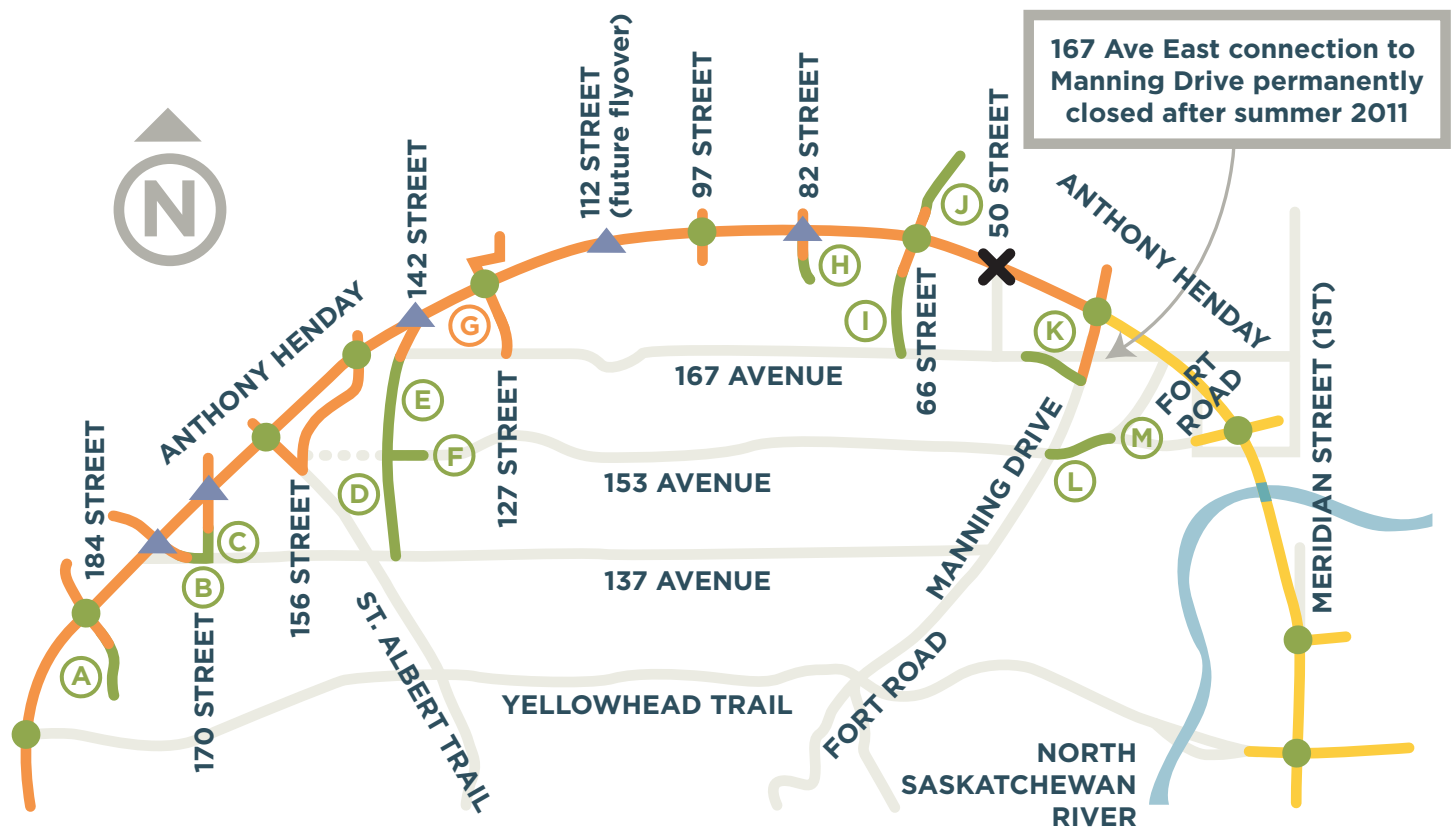 167 Ave East connection to
Manning Drive permanently
closed after summer 2011
N
112 STREET
(future flyover)
97 STREET
82 STREET
50 STREET
142 STREET
J
ANTHONY HENDAY
H
G
I
K
ANTHONY HENDAY
66 STREET
167 AVENUE
MERIDIAN STREET (1ST)
FORT
ROAD
E
127 STREET
M
F
184 STREET
153 AVENUE
L
D
156 STREET
C
MANNING DRIVE
B
137 AVENUE
170 STREET
A
ST. ALBERT TRAIL
YELLOWHEAD TRAIL
FORT ROAD
NORTH
SASKATCHEWAN
RIVER